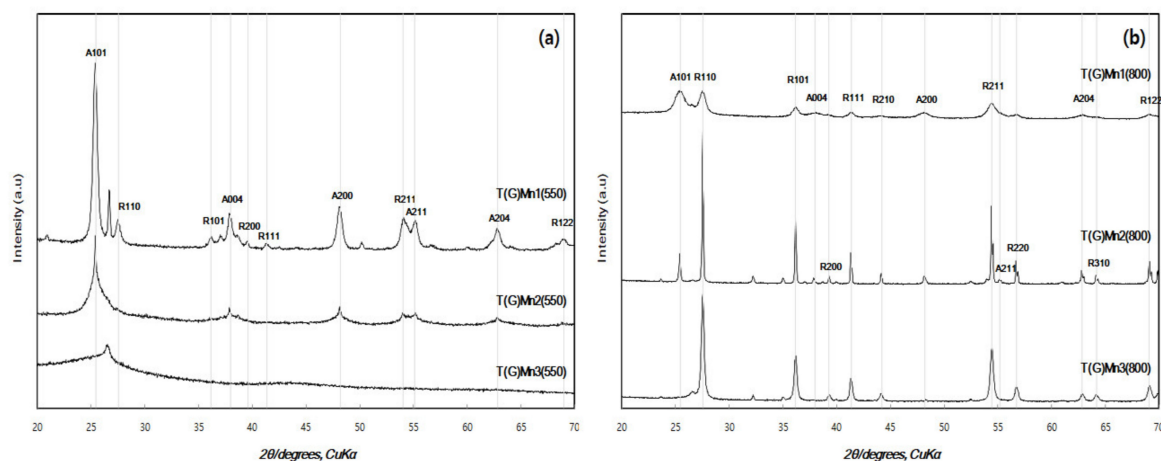 (a)
A101
R110
R101
A004
R200
R111
A200
R211
A211
A204
R122
T(G)Mn1(550)
T(G)Mn2(550)
T(G)Mn3(550)
Intensity (a.u)
20 25 30 35 40 45 50 55 60 65 70
2θ/degrees, CuKα
(b)
T(G)Mn1(800)
A101 R110
R101
A004
R111
R210
A200
R211
A204
R122
T(G)Mn2(800)
R200
A211
R220
R310
T(G)Mn3(800)
Intensity (a.u)
20 25 30 35 40 45 50 55 60 65 70
2θ/degrees, CuKα